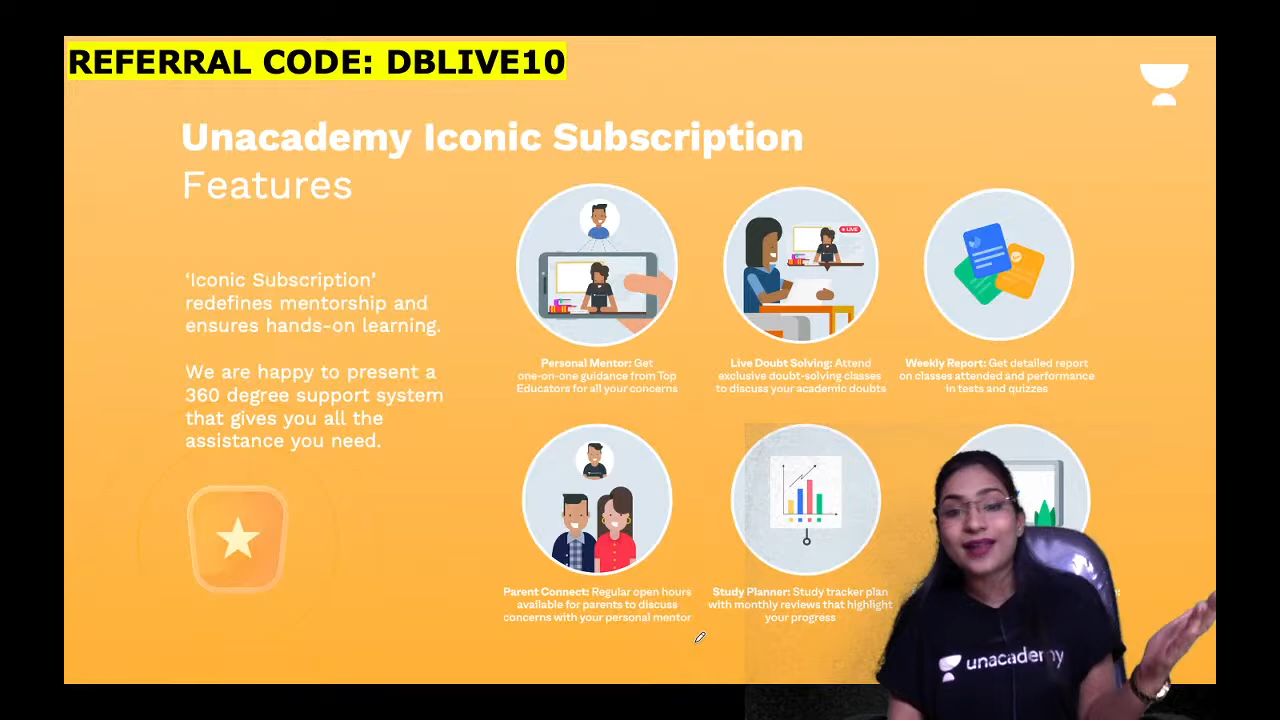 REFERRAL CODE: DBLIVE10
Unacademy Iconic Subscription
Features
‘Iconic Subscription’
redefines mentorship and
ensures hands-on learning.
We are happy to present a
360 degree support system
that gives you all the
assistance you need.
LIVE
Personal Mentor: Get
one-on-one guidance from Top
Educators for all your concerns
Live Doubt Solving: Attend
exclusive doubt-solving classes
to discuss your academic doubts
Weekly Report: Get detailed report
on classes attended and performance
in tests and quizzes
Parent Connect: Regular open hours
available for parents to discuss
concerns with your personal mentor
Study Planner: Study tracker plan
with monthly reviews that highlight
your progress
unacademy